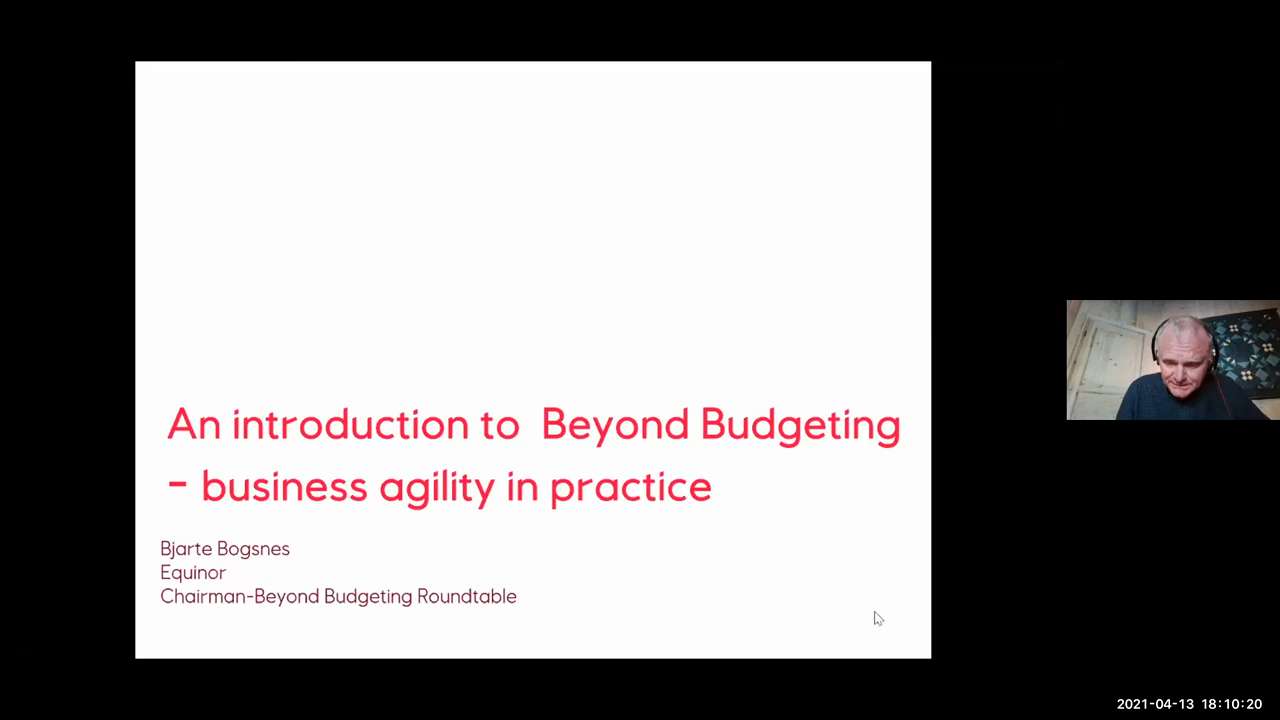 An introduction to Beyond Budgeting
- business agility in practice
Bjarte Bogsnes
Equinor
Chairman-Beyond Budgeting Roundtable
2021-04-13 18:10:20